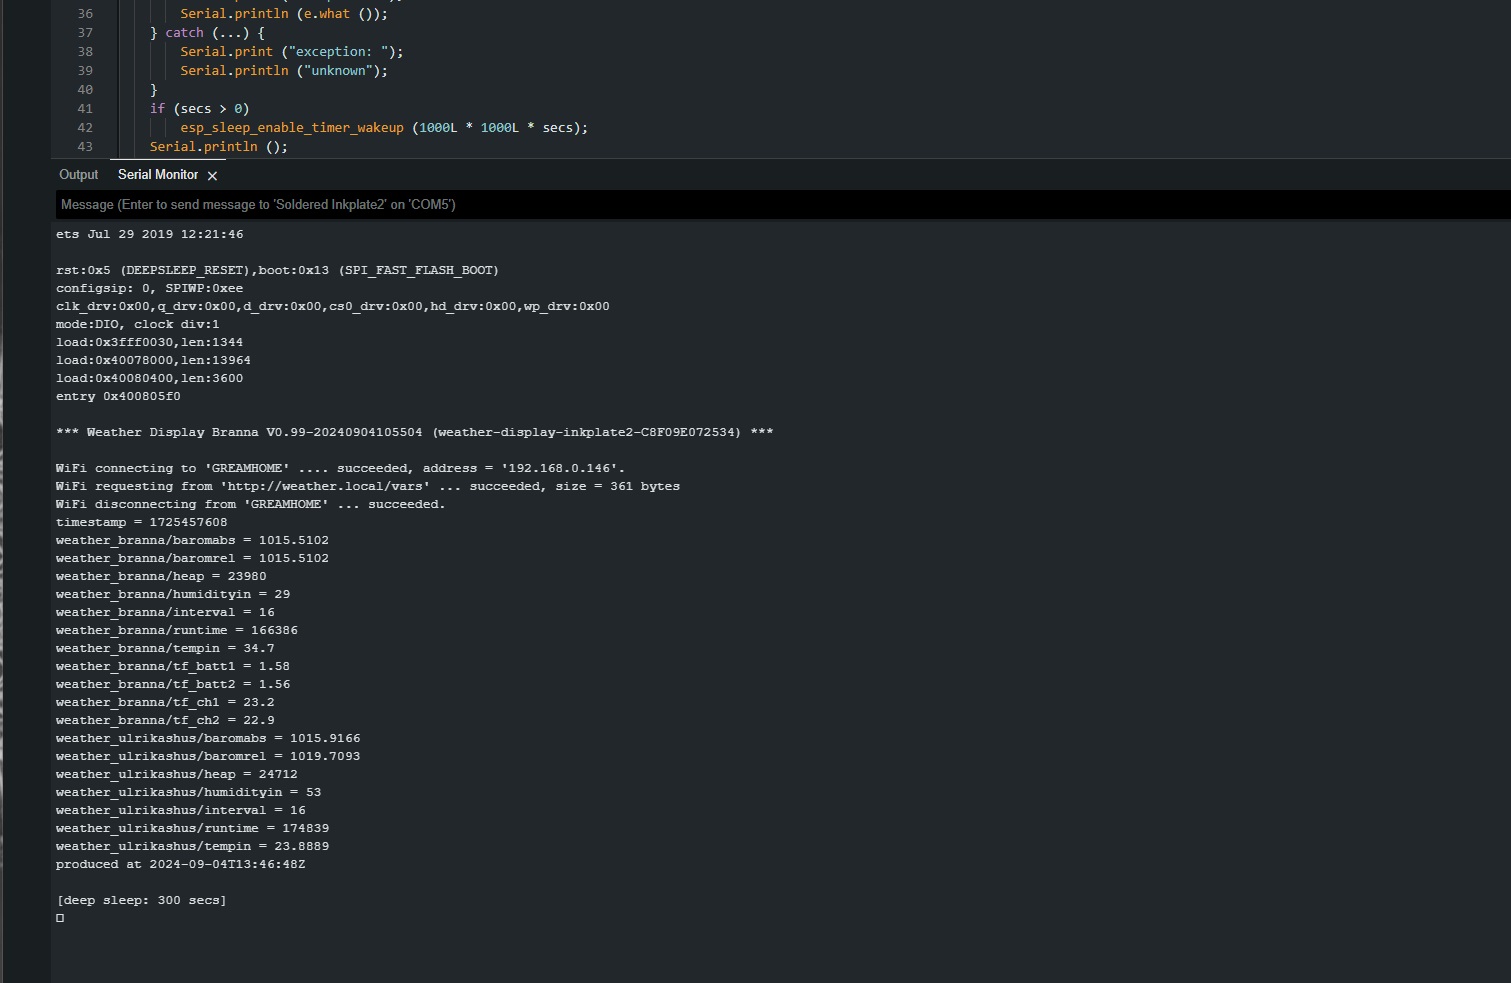 36 Serial.println (e.what ());
37 } catch (...) {
38 Serial.print ("exception: ");
39 Serial.println ("unknown");
40 }
41 if (secs > 0)
42 esp_sleep_enable_timer_wakeup (1000L * 1000L * secs);
43 Serial.println ();
Output Serial Monitor ×
Message (Enter to send message to 'Soldered Inkplate2' on 'COM5')
ets Jul 29 2019 12:21:46
rst:0x5 (DEEPSLEEP_RESET),boot:0x13 (SPI_FAST_FLASH_BOOT)
configsip: 0, SPIWP:0xee
clk_drv:0x00,q_drv:0x00,d_drv:0x00,cs0_drv:0x00,hd_drv:0x00,wp_drv:0x00
mode:DIO, clock div:1
load:0x3fff0030,len:1344
load:0x40078000,len:13964
load:0x40080400,len:3600
entry 0x400805f0
*** Weather Display Branna V0.99-20240904105504 (weather-display-inkplate2-C8F09E072534) ***
WiFi connecting to 'GREAMHOME' .... succeeded, address = '192.168.0.146'.
WiFi requesting from 'http://weather.local/vars' ... succeeded, size = 361 bytes
WiFi disconnecting from 'GREAMHOME' ... succeeded.
timestamp = 1725457608
weather_branna/baromabs = 1015.5102
weather_branna/baromrel = 1015.5102
weather_branna/heap = 23980
weather_branna/humidityin = 29
weather_branna/interval = 16
weather_branna/runtime = 166386
weather_branna/tempin = 34.7
weather_branna/tf_batt1 = 1.58
weather_branna/tf_batt2 = 1.56
weather_branna/tf_ch1 = 23.2
weather_branna/tf_ch2 = 22.9
weather_ulrikashus/baromabs = 1015.9166
weather_ulrikashus/baromrel = 1019.7093
weather_ulrikashus/heap = 24712
weather_ulrikashus/humidityin = 53
weather_ulrikashus/interval = 16
weather_ulrikashus/runtime = 174839
weather_ulrikashus/tempin = 23.8889
produced at 2024-09-04T13:46:48Z
[deep sleep: 300 secs]